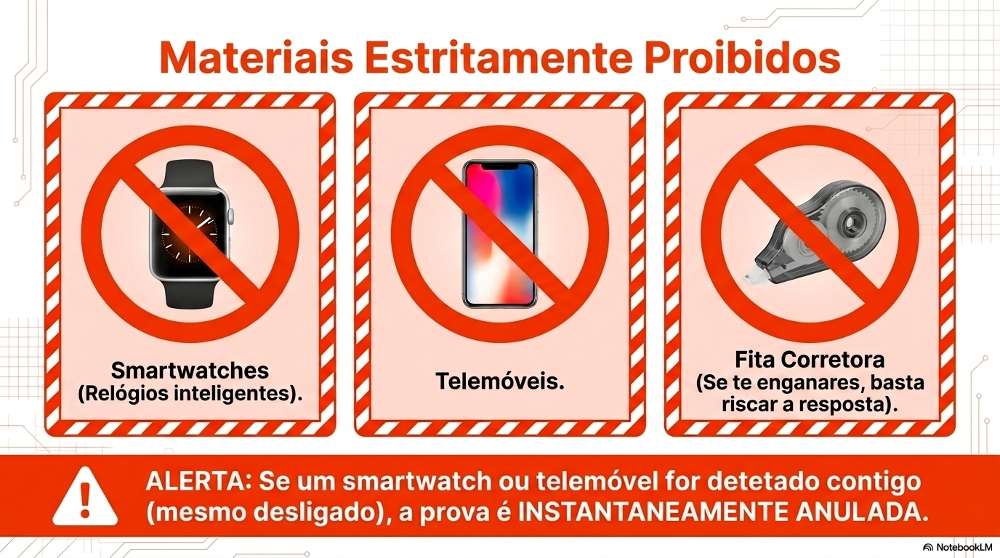 Materiais Estritamente Proibidos
Smartwatches
(Relógios inteligentes).
Telemóveis.
Fita Corretora
(Se te enganares, basta
riscar a resposta).
ALERTA: Se um smartwatch ou telemóvel for detetado contigo
(mesmo desligado), a prova é INSTANTANEAMENTE ANULADA.
NotebookLM